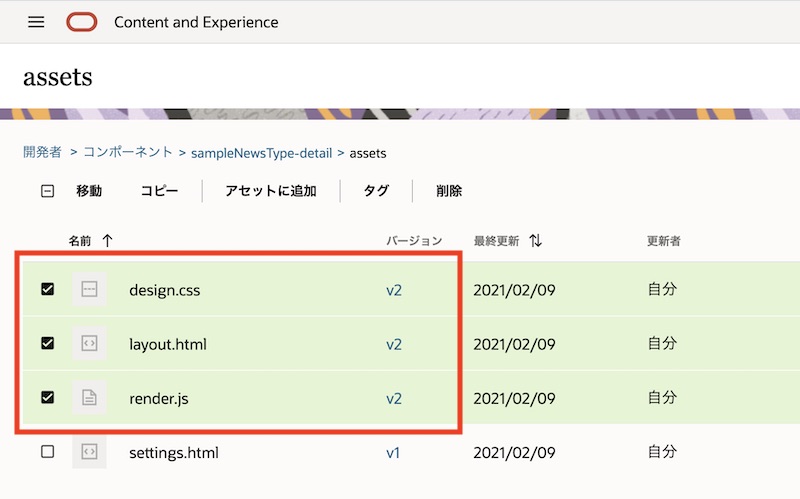 Content and Experience
assets
開発者 > コンポーネント > sampleNewsType-detail > assets
移動 コピー アセットに追加 タグ 削除
名前 ↑ バージョン 最終更新 ↑↓ 更新者
design.css v2 2021/02/09 自分
layout.html v2 2021/02/09 自分
render.js v2 2021/02/09 自分
settings.html v1 2021/02/09 自分